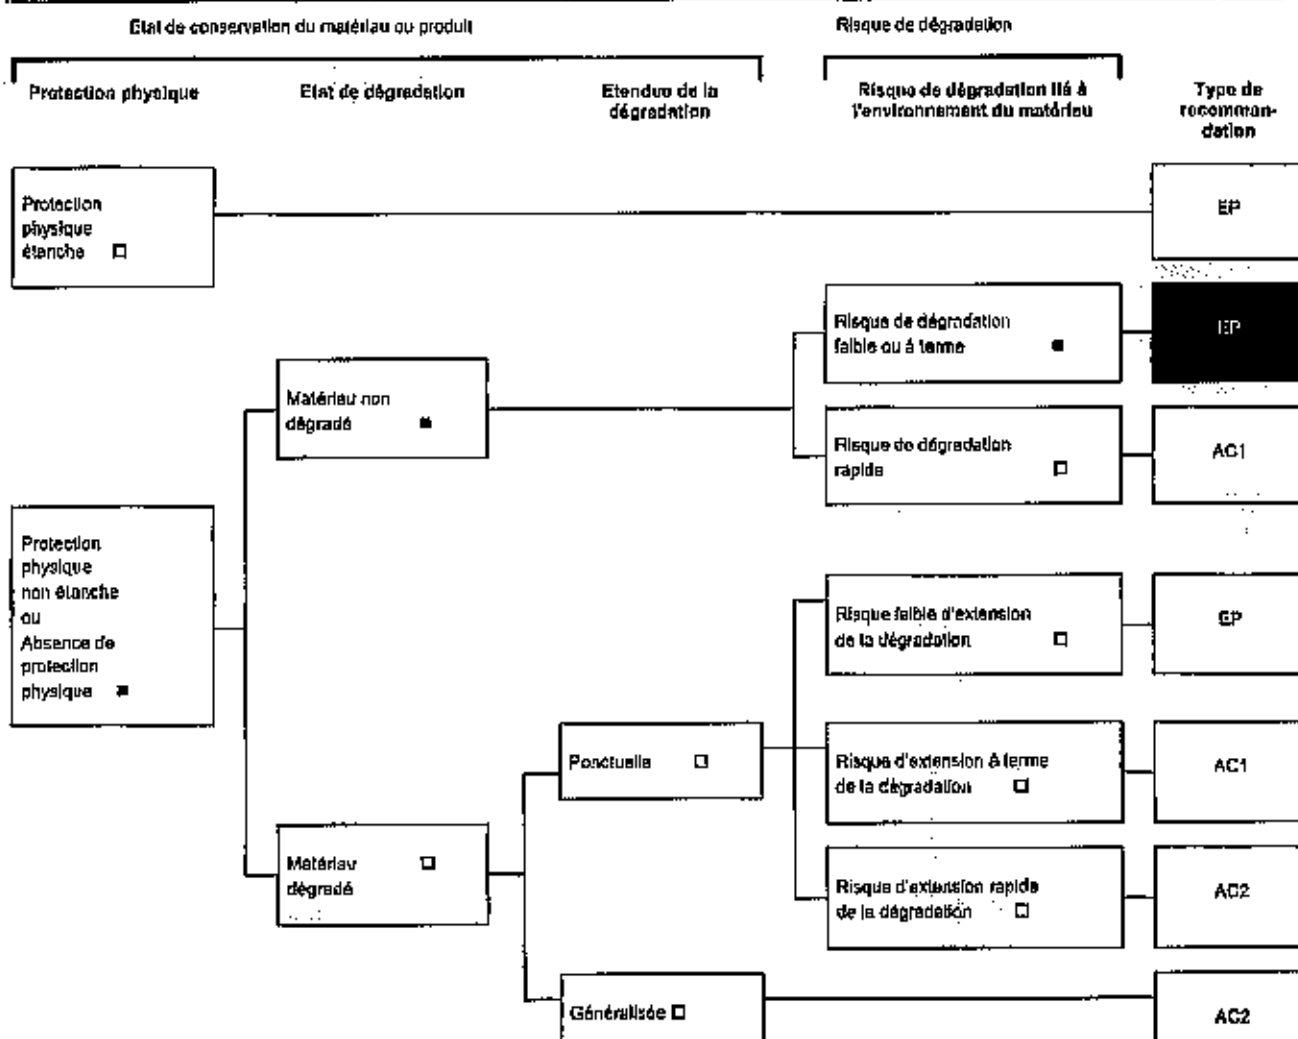 Etat de conservation du matériau ou produit
Risque de dégradation
Protection physique
Etat de dégradation
Etendue de la
dégradation
Risque de dégradation lié à
l'environnement du matériau
Type de
recomman-
dation
Protection
physique
étanche □
EP
Risque de dégradation
faible ou à terme ■
EP
Matériau non
dégradé ■
Risque de dégradation
rapide □
AC1
Protection
physique
non étanche
ou
Absence de
protection
physique ■
Risque faible d'extension
de la dégradation □
EP
Ponctuelle □
Risque d'extension à terme
de la dégradation □
AC1
Matériau □
dégradé
Risque d'extension rapide
de la dégradation □
AC2
Généralisée □
AC2